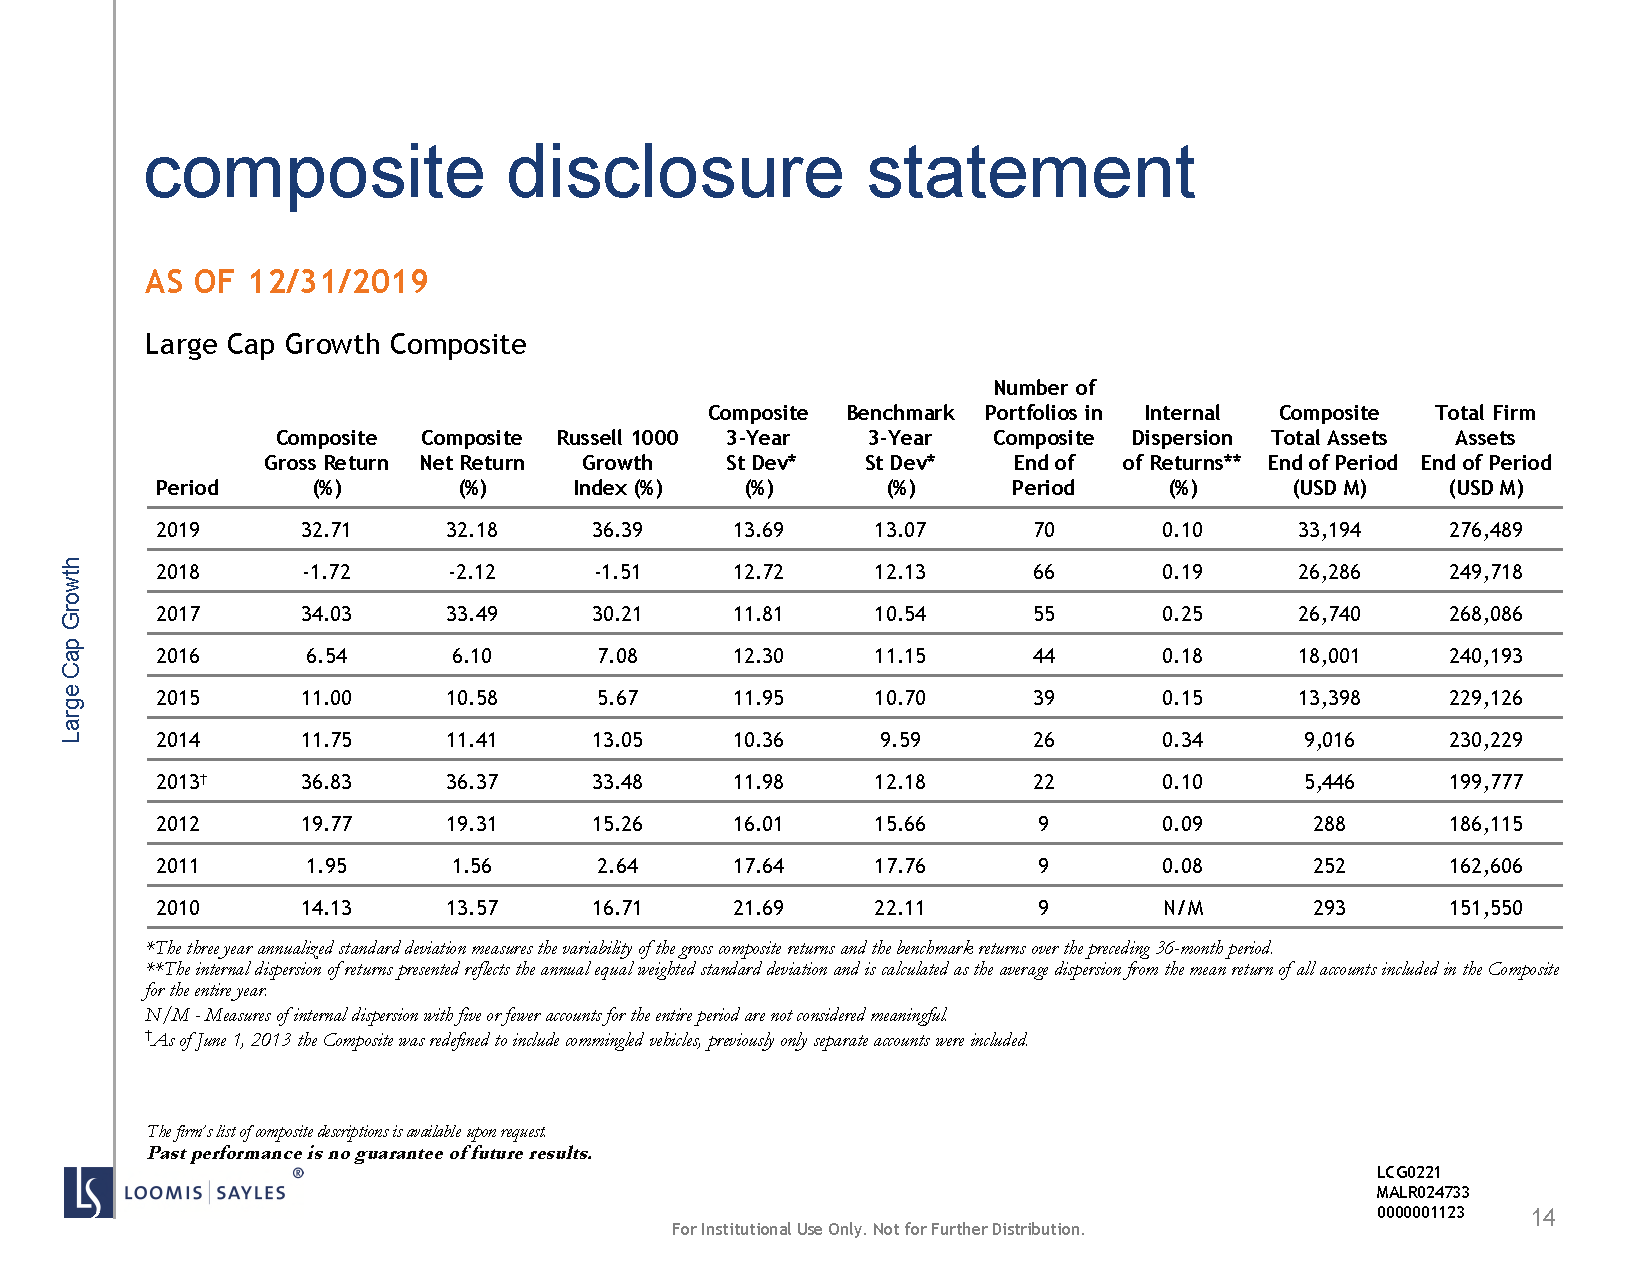 composite disclosure statement
AS OF 12/31/2019
Large Cap Growth Composite
Number of
Composite Benchmark Portfolios in Internal Composite Total Firm
Composite Composite Russell 1000 3-Year 3-Year Composite Dispersion Total Assets Assets
Gross Return Net Return Growth St Dev* St Dev* End of of Returns** End of Period End of Period
Period (%) (%) Index (%) (%) (%) Period (%) (USD M) (USD M)
2019 32.71 32.18 36.39 13.69 13.07 70 0.10 33,194 276,489
2018 -1.72 -2.12 -1.51 12.72 12.13 66 0.19 26,286 249,718
2017 34.03 33.49 30.21 11.81 10.54 55 0.25 26,740 268,086
2016 6.54 6.10 7.08 12.30 11.15 44 0.18 18,001 240,193
2015 11.00 10.58 5.67 11.95 10.70 39 0.15 13,398 229,126
2014 11.75 11.41 13.05 10.36 9.59 26 0.34 9,016 230,229
2013† 36.83 36.37 33.48 11.98 12.18 22 0.10 5,446 199,777
2012 19.77 19.31 15.26 16.01 15.66 9 0.09 288 186,115
2011 1.95 1.56 2.64 17.64 17.76 9 0.08 252 162,606
2010 14.13 13.57 16.71 21.69 22.11 9 N/M 293 151,550
*The three year annualized standard deviation measures the variability of the gross composite returns and the benchmark returns over the preceding 36-month period.
**The internal dispersion of returns presented reflects the annual equal weighted standard deviation and is calculated as the average dispersion from the mean return of all accounts included in the Composite
for the entire year.
N/M - Measures of internal dispersion with five or fewer accounts for the entire period are not considered meaningful.
†As of June 1, 2013 the Composite was redefined to include commingled vehicles, previously only separate accounts were included.
The firm's list of composite descriptions is available upon request.
Past performance is no guarantee of future results.
Large Cap Growth
LS LOOMIS | SAYLES ®
LCG0221
MALR024733
0000001123
14
For Institutional Use Only. Not for Further Distribution.